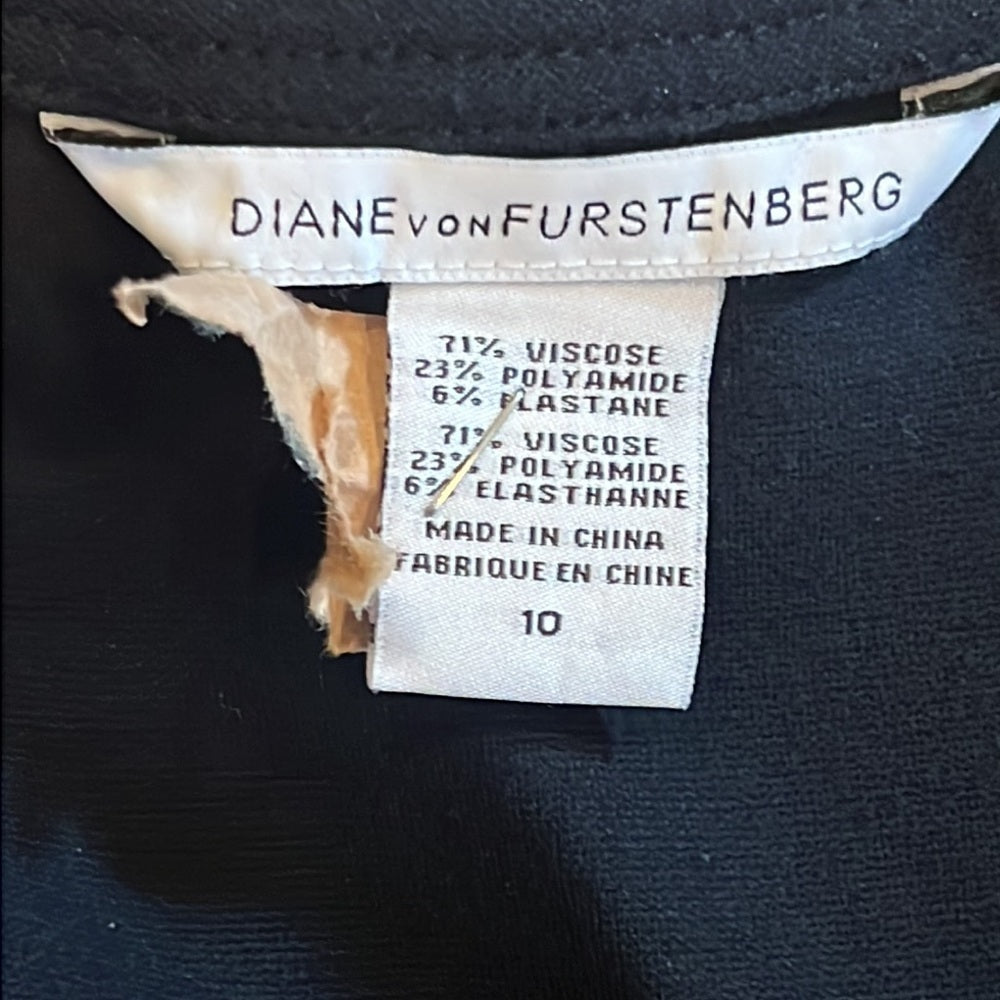 DIANE VON FURSTENBERG
71% VISCOSE
23% POLYAMIDE
6% ELASTANE
71% VISCOSE
23% POLYAMIDE
6% ELASTHANNE
MADE IN CHINA
FABRIQUE EN CHINE
10